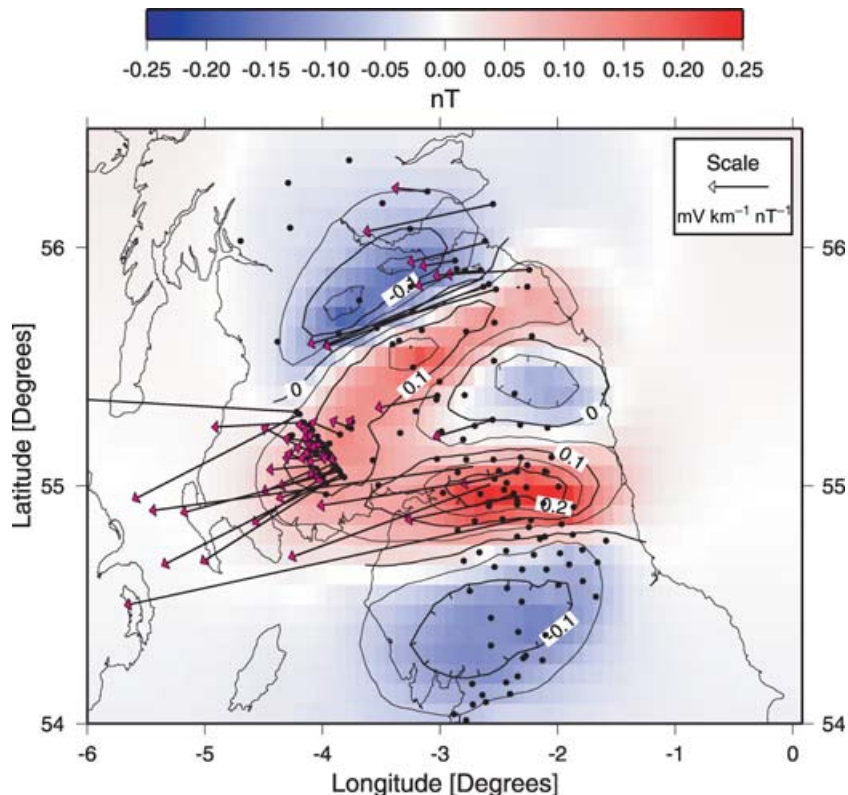 -0.25 -0.20 -0.15 -0.10 -0.05 0.00 0.05 0.10 0.15 0.20 0.25
nT
Scale
mV km⁻¹ nT⁻¹
56 56
-0.1
0
0.1
0
0.1
55 55
0.2
-0.1
54 54
-6 -5 -4 -3 -2 -1 0
Latitude [Degrees]
Longitude [Degrees]